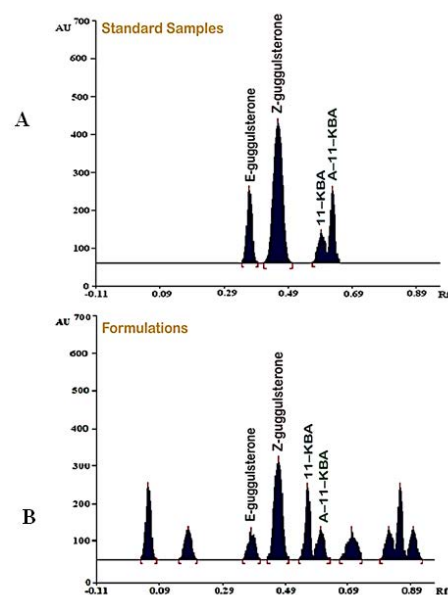 AU
700
Standard Samples
600
500
400
300
200
100
0
A
E-guggulsterone
Z-guggulsterone
11-KBA
A-11-KBA
-0.11 0.09 0.29 0.49 0.69 0.89 Rf
AU
700
Formulations
600
500
400
300
200
100
0
B
E-guggulsterone
Z-guggulsterone
11-KBA
A-11-KBA
-0.11 0.09 0.29 0.49 0.69 0.89 Rf